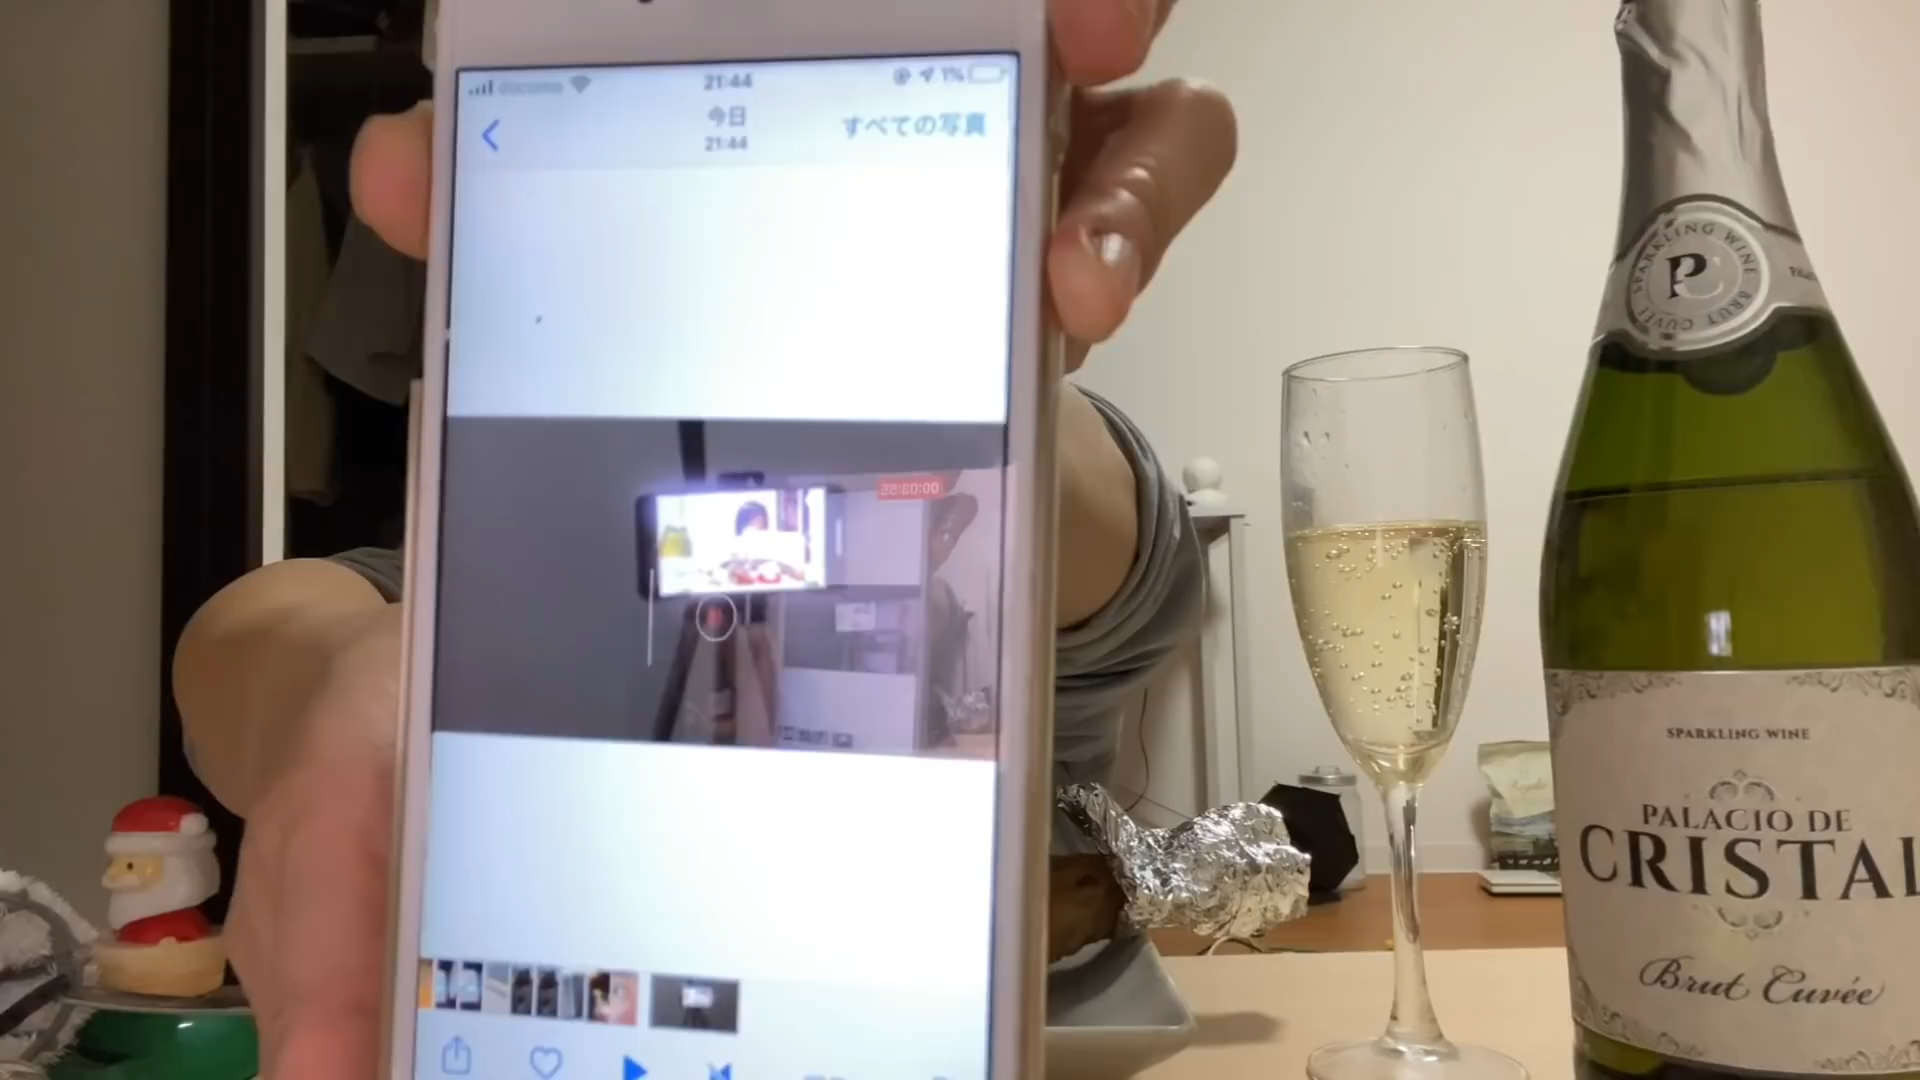 docomo 21:44 1%
今日
21:44
すべての写真
SPARKLING WINE BRUT CUVÉE
PC
SPARKLING WINE
PALACIO DE
CRISTAL
Brut Cuvée